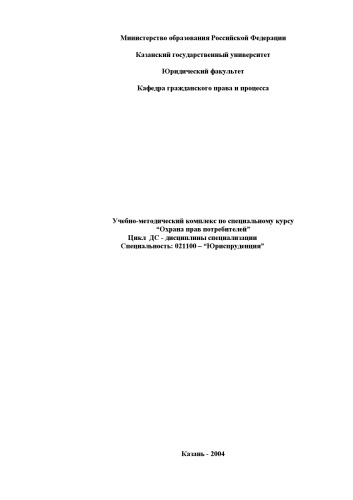 Министерство образования Российской Федерации
Казанский государственный университет
Юридический факультет
Кафедра гражданского права и процесса
Учебно-методический комплекс по специальному курсу
“Охрана прав потребителей”
Цикл ДС - дисциплины специализации
Специальность: 021100 – “Юриспруденция”
Казань - 2004